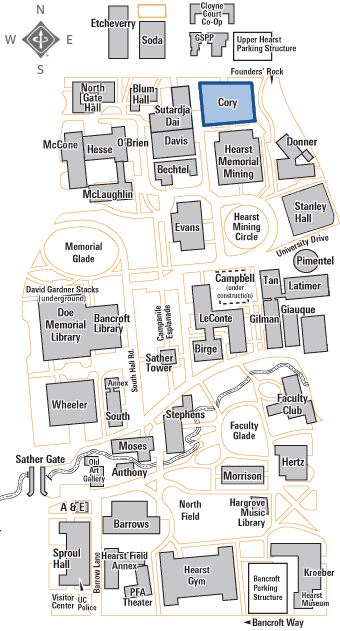 N
W
E
S
Etcheverry
Soda
Cloyne
Court
Co-Op
GSPP
Upper Hearst
Parking Structure
Founders' Rock
North
Gate
Hall
Blum
Hall
Sutardja
Dai
Cory
McCone
Hesse
O'Brien
Davis
Hearst
Memorial
Mining
Donner
Bechtel
McLaughlin
Stanley
Hall
Evans
Hearst
Mining
Circle
University Drive
Memorial
Glade
Pimentel
David Gardner Stacks
(underground)
Campbell
(under
construction)
Tan
Latimer
Doe
Memorial
Library
Bancroft
Library
Campanile
Esplanade
LeConte
Gilman
Giauque
South Hall Rd.
Sather
Tower
Birge
Wheeler
Annex
South
Stephens
Faculty
Club
Faculty
Glade
Moses
Sather Gate
Old
Art
Gallery
Anthony
Hertz
Morrison
A & E
Barrows
North
Field
Hargrove
Music
Library
Sproul
Hall
Barrow Lane
Hearst Field
Annex
PFA
Theater
Hearst
Gym
Bancroft
Parking
Structure
Kroeber
Hearst
Museum
Visitor
Center
UC
Police
Bancroft Way